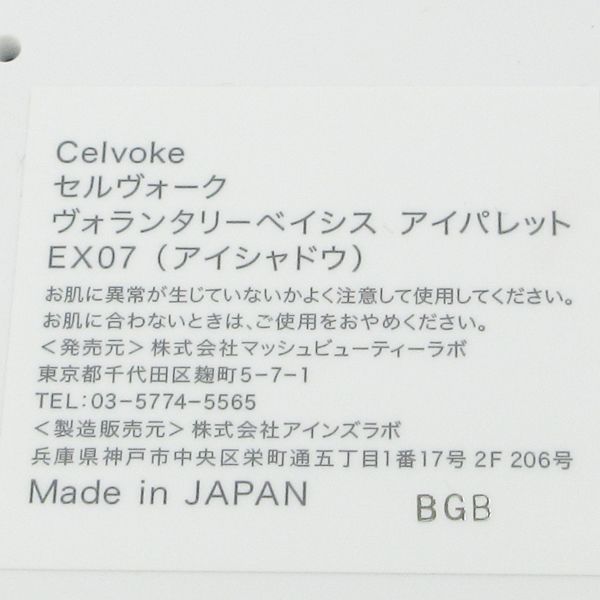 Celvoke
セルヴォーク
ヴォランタリーベイシス アイパレット
EX07（アイシャドウ）
お肌に異常が生じていないかよく注意して使用してください。
お肌に合わないときは、ご使用をおやめください。
＜発売元＞株式会社マッシュビューティーラボ
東京都千代田区麹町5-7-1
TEL:03-5774-5565
＜製造販売元＞株式会社アインズラボ
兵庫県神戸市中央区栄町通五丁目1番17号 2F 206号
Made in JAPAN
BGB